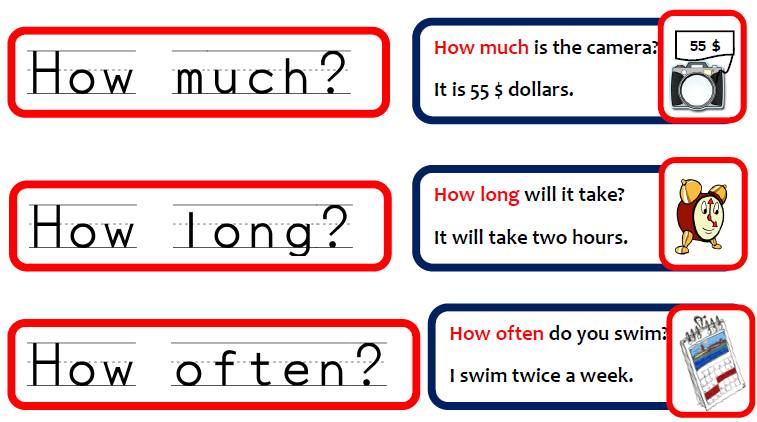 How much?
How much is the camera?
55 $
It is 55 $ dollars.
How long?
How long will it take?
It will take two hours.
How often?
How often do you swim?
I swim twice a week.